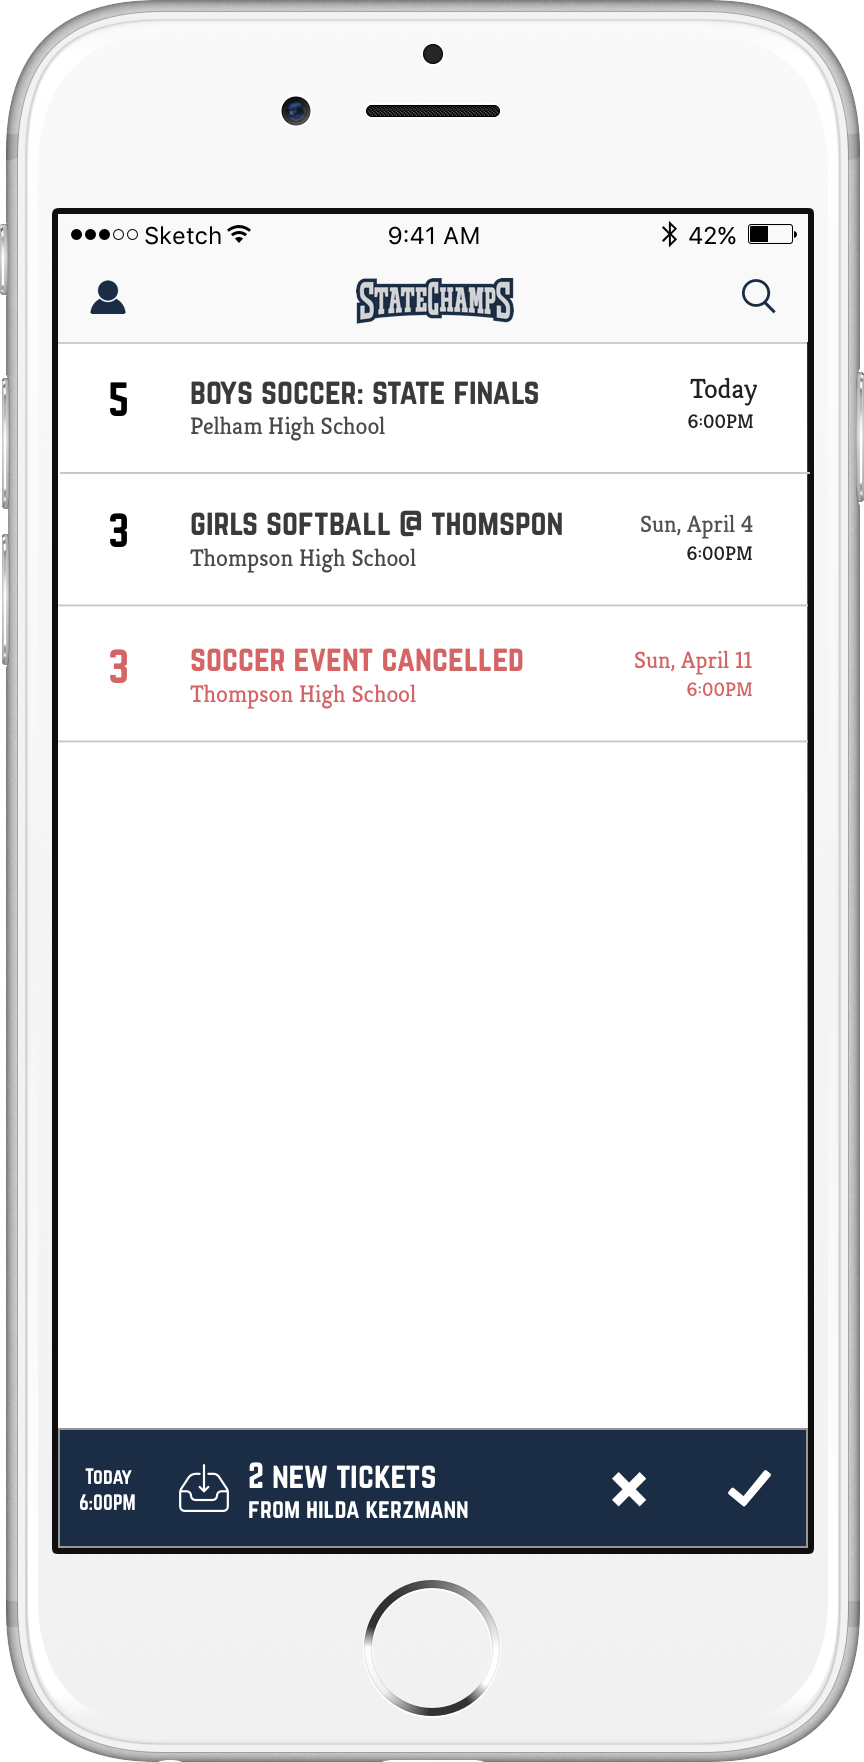 Sketch 9:41 AM 42%
STATECHAMPS
5 BOYS SOCCER: STATE FINALS Today
Pelham High School 6:00PM
3 GIRLS SOFTBALL @ THOMSPON Sun, April 4
Thompson High School 6:00PM
3 SOCCER EVENT CANCELLED Sun, April 11
Thompson High School 6:00PM
TODAY 2 NEW TICKETS
6:00PM FROM HILDA KERZMANN